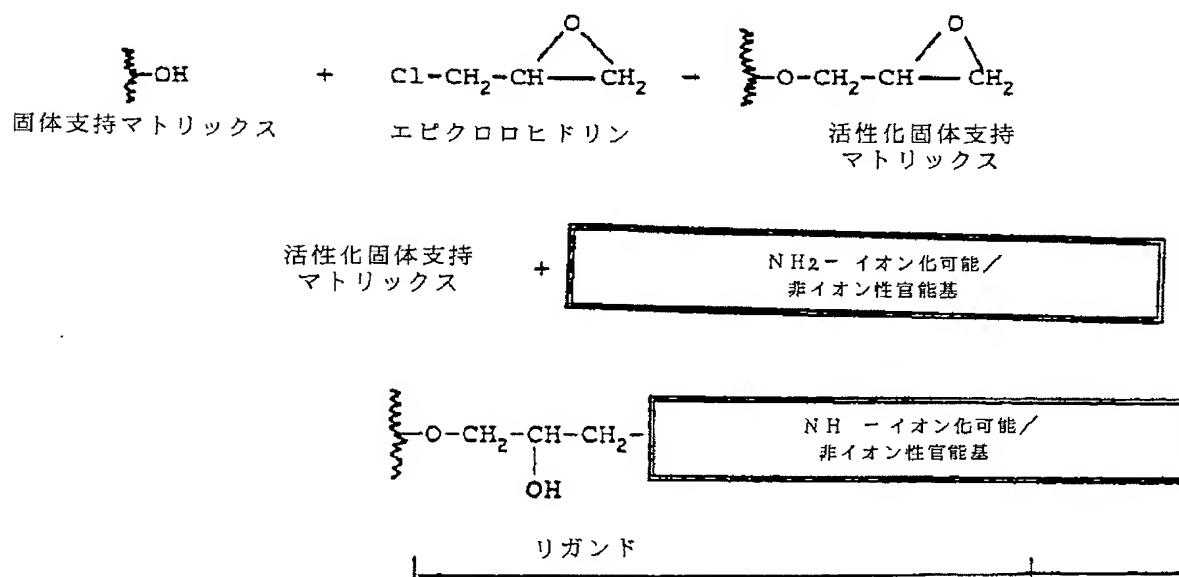 O O
-OH + Cl-CH₂-CH-CH₂ - -O-CH₂-CH-CH₂
固体支持マトリックス エピクロロヒドリン 活性化固体支持
マトリックス
活性化固体支持
マトリックス
+
NH₂- イオン化可能/
非イオン性官能基
-O-CH₂-CH-CH₂-
OH
NH -イオン化可能/
非イオン性官能基
リガンド